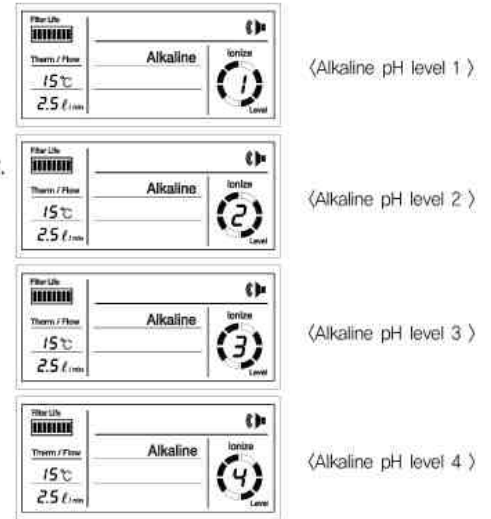 Filter Life
Therm / Flow
15℃
2.5 ℓ / min
Alkaline
Ionize
1
Level
〈Alkaline pH level 1 〉
Filter Life
Therm / Flow
15℃
2.5 ℓ / min
Alkaline
Ionize
2
Level
〈Alkaline pH level 2 〉
Filter Life
Therm / Flow
15℃
2.5 ℓ / min
Alkaline
Ionize
3
Level
〈Alkaline pH level 3 〉
Filter Life
Therm / Flow
15℃
2.5 ℓ / min
Alkaline
Ionize
4
Level
〈Alkaline pH level 4 〉